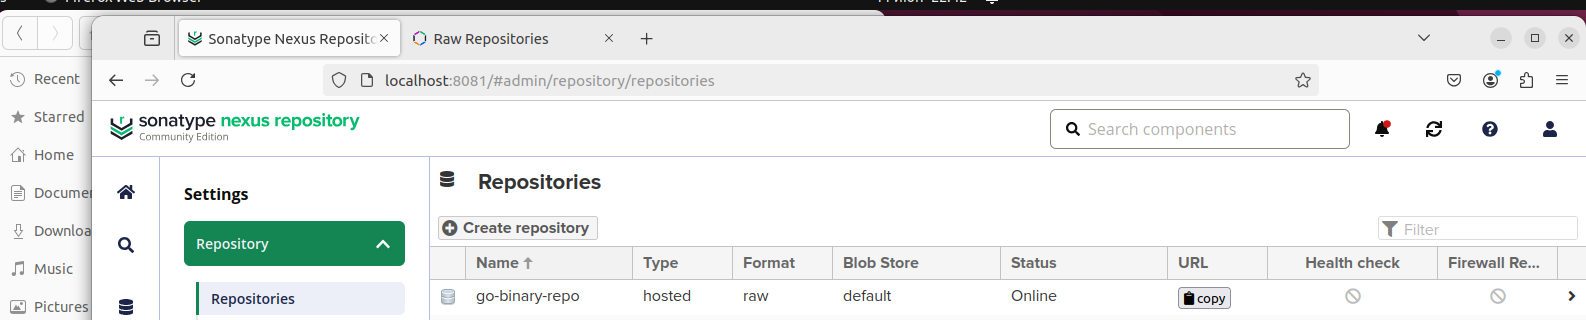 Sonatype Nexus Reposito
Raw Repositories
localhost:8081/#admin/repository/repositories
Recent
Starred
Home
Documen
Downloa
Music
Pictures
sonatype nexus repository
Community Edition
Search components
Settings
Repository
Repositories
Repositories
Create repository
Filter
Name Type Format Blob Store Status URL Health check Firewall Re...
go-binary-repo hosted raw default Online copy